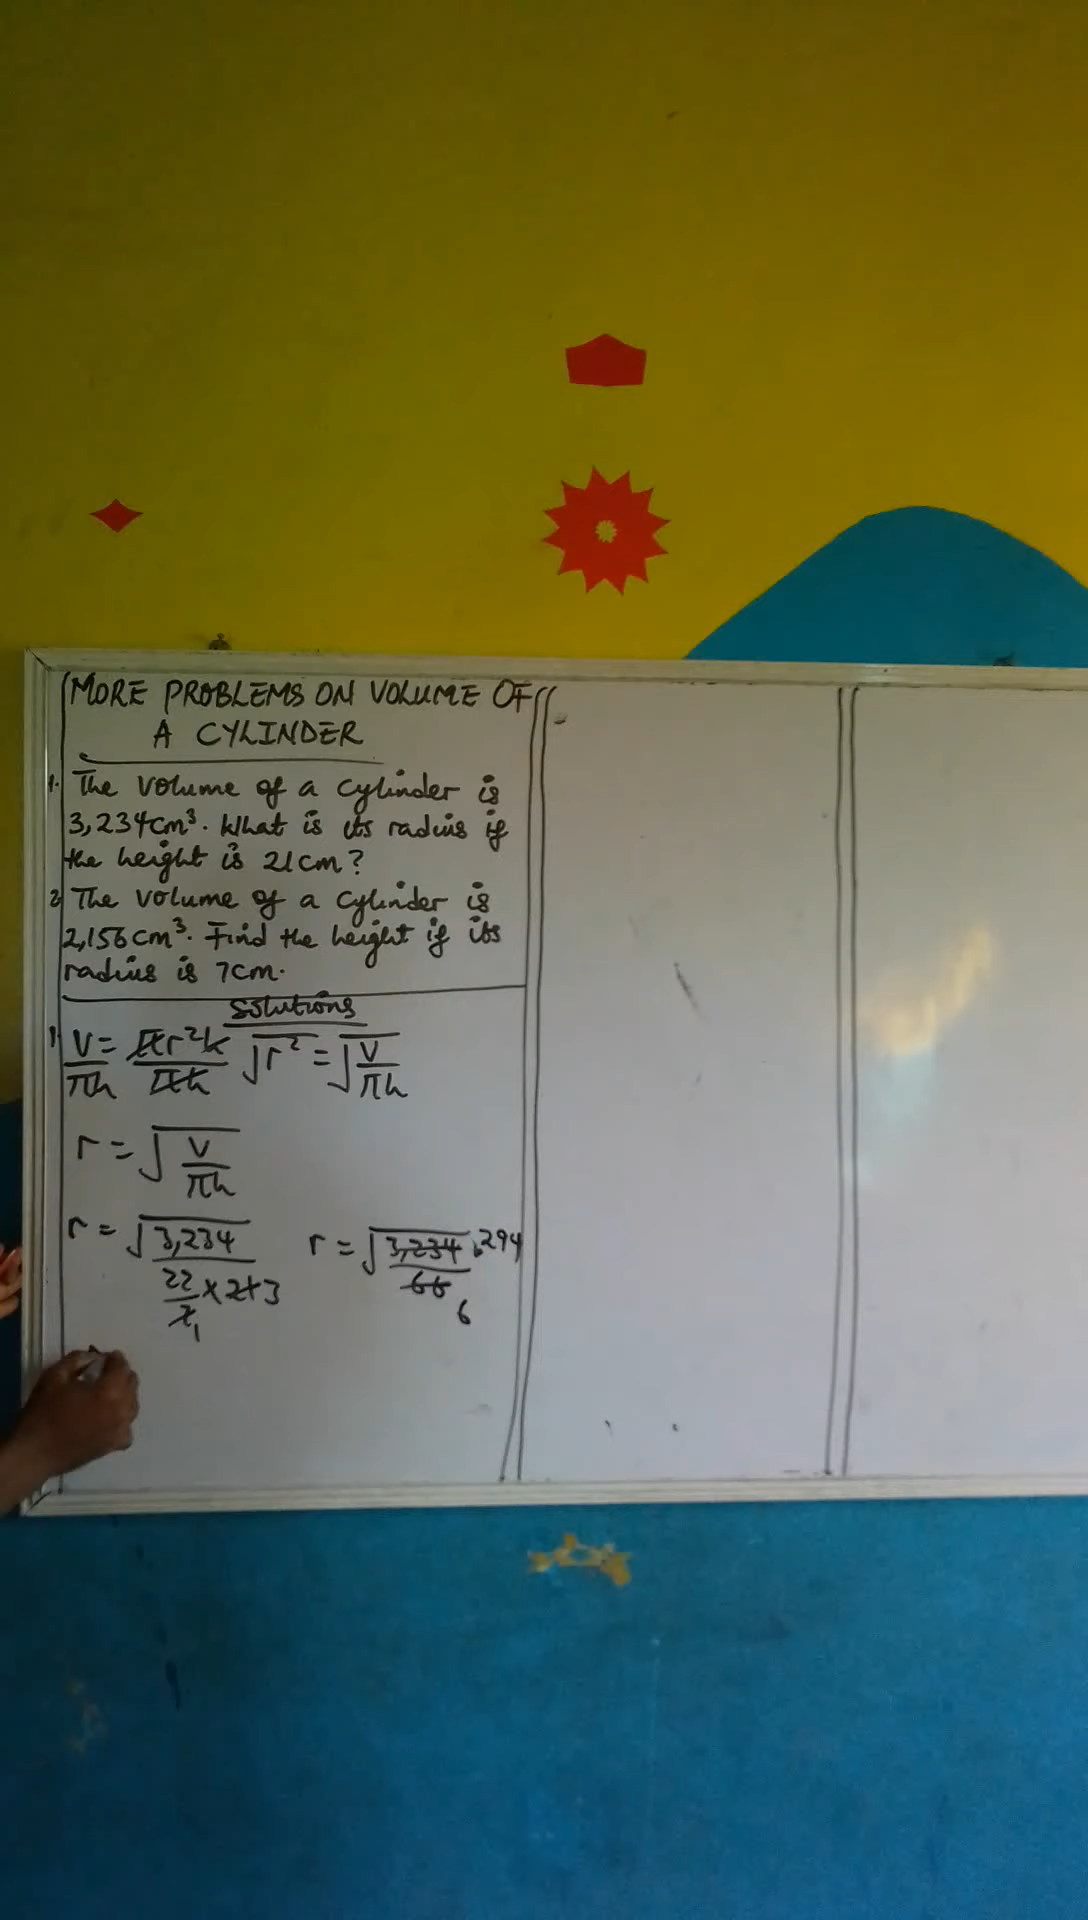 MORE PROBLEMS ON VOLUME OF
A CYLINDER
1. The volume of a cylinder is
3,234cm³. What is its radius if
the height is 21cm?
2 The volume of a cylinder is
2,156cm³. Find the height if its
radius is 7cm.
Solutions
1. V/πh = πr²h/πh √r² = √V/πh
r = √V/πh
r = √3,234/22/7 1 × 21 3 r = √3,234/66 294 6